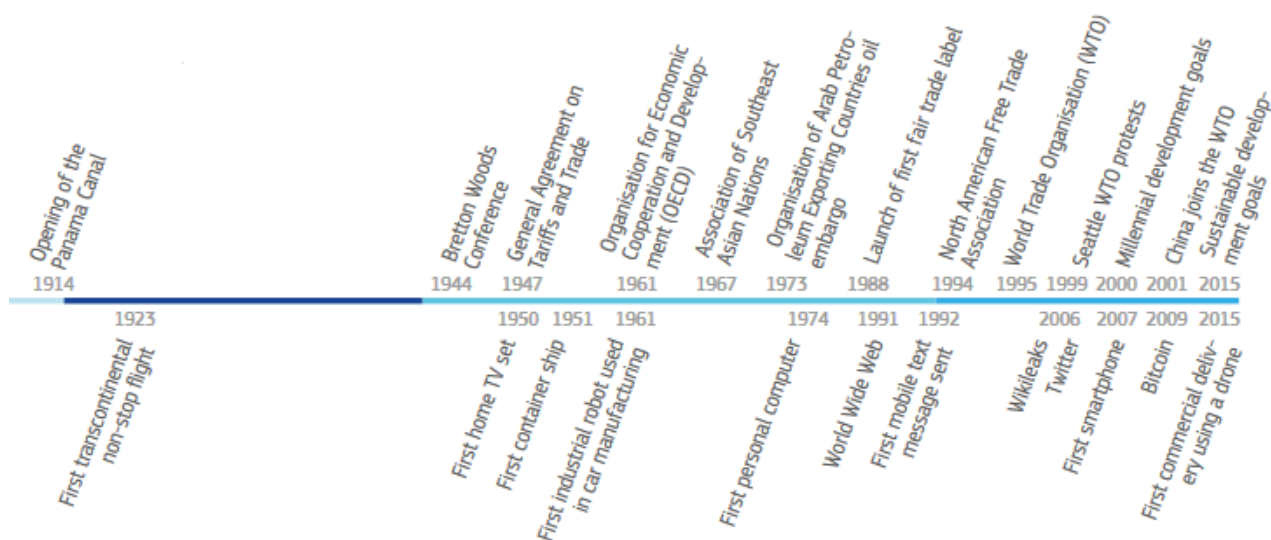 Opening of the
Panama Canal
Bretton Woods
Conference
General Agreement on
Tariffs and Trade
Organisation for Economic
Cooperation and Develop-
ment (OECD)
Association of Southeast
Asian Nations
Organisation of Arab Petro-
leum Exporting Countries oil
embargo
Launch of first fair trade label
North American Free Trade
Association
World Trade Organisation (WTO)
Seattle WTO protests
Millennial development goals
China joins the WTO
Sustainable develop-
ment goals
1914 1944 1947 1961 1967 1973 1988 1994 1995 1999 2000 2001 2015
1923 1950 1951 1961 1974 1991 1992 2006 2007 2009 2015
First transcontinental
non-stop flight
First home TV set
First container ship
First industrial robot used
in car manufacturing
First personal computer
World Wide Web
First mobile text
message sent
Wikileaks
Twitter
First smartphone
Bitcoin
First commercial deliv-
ery using a drone